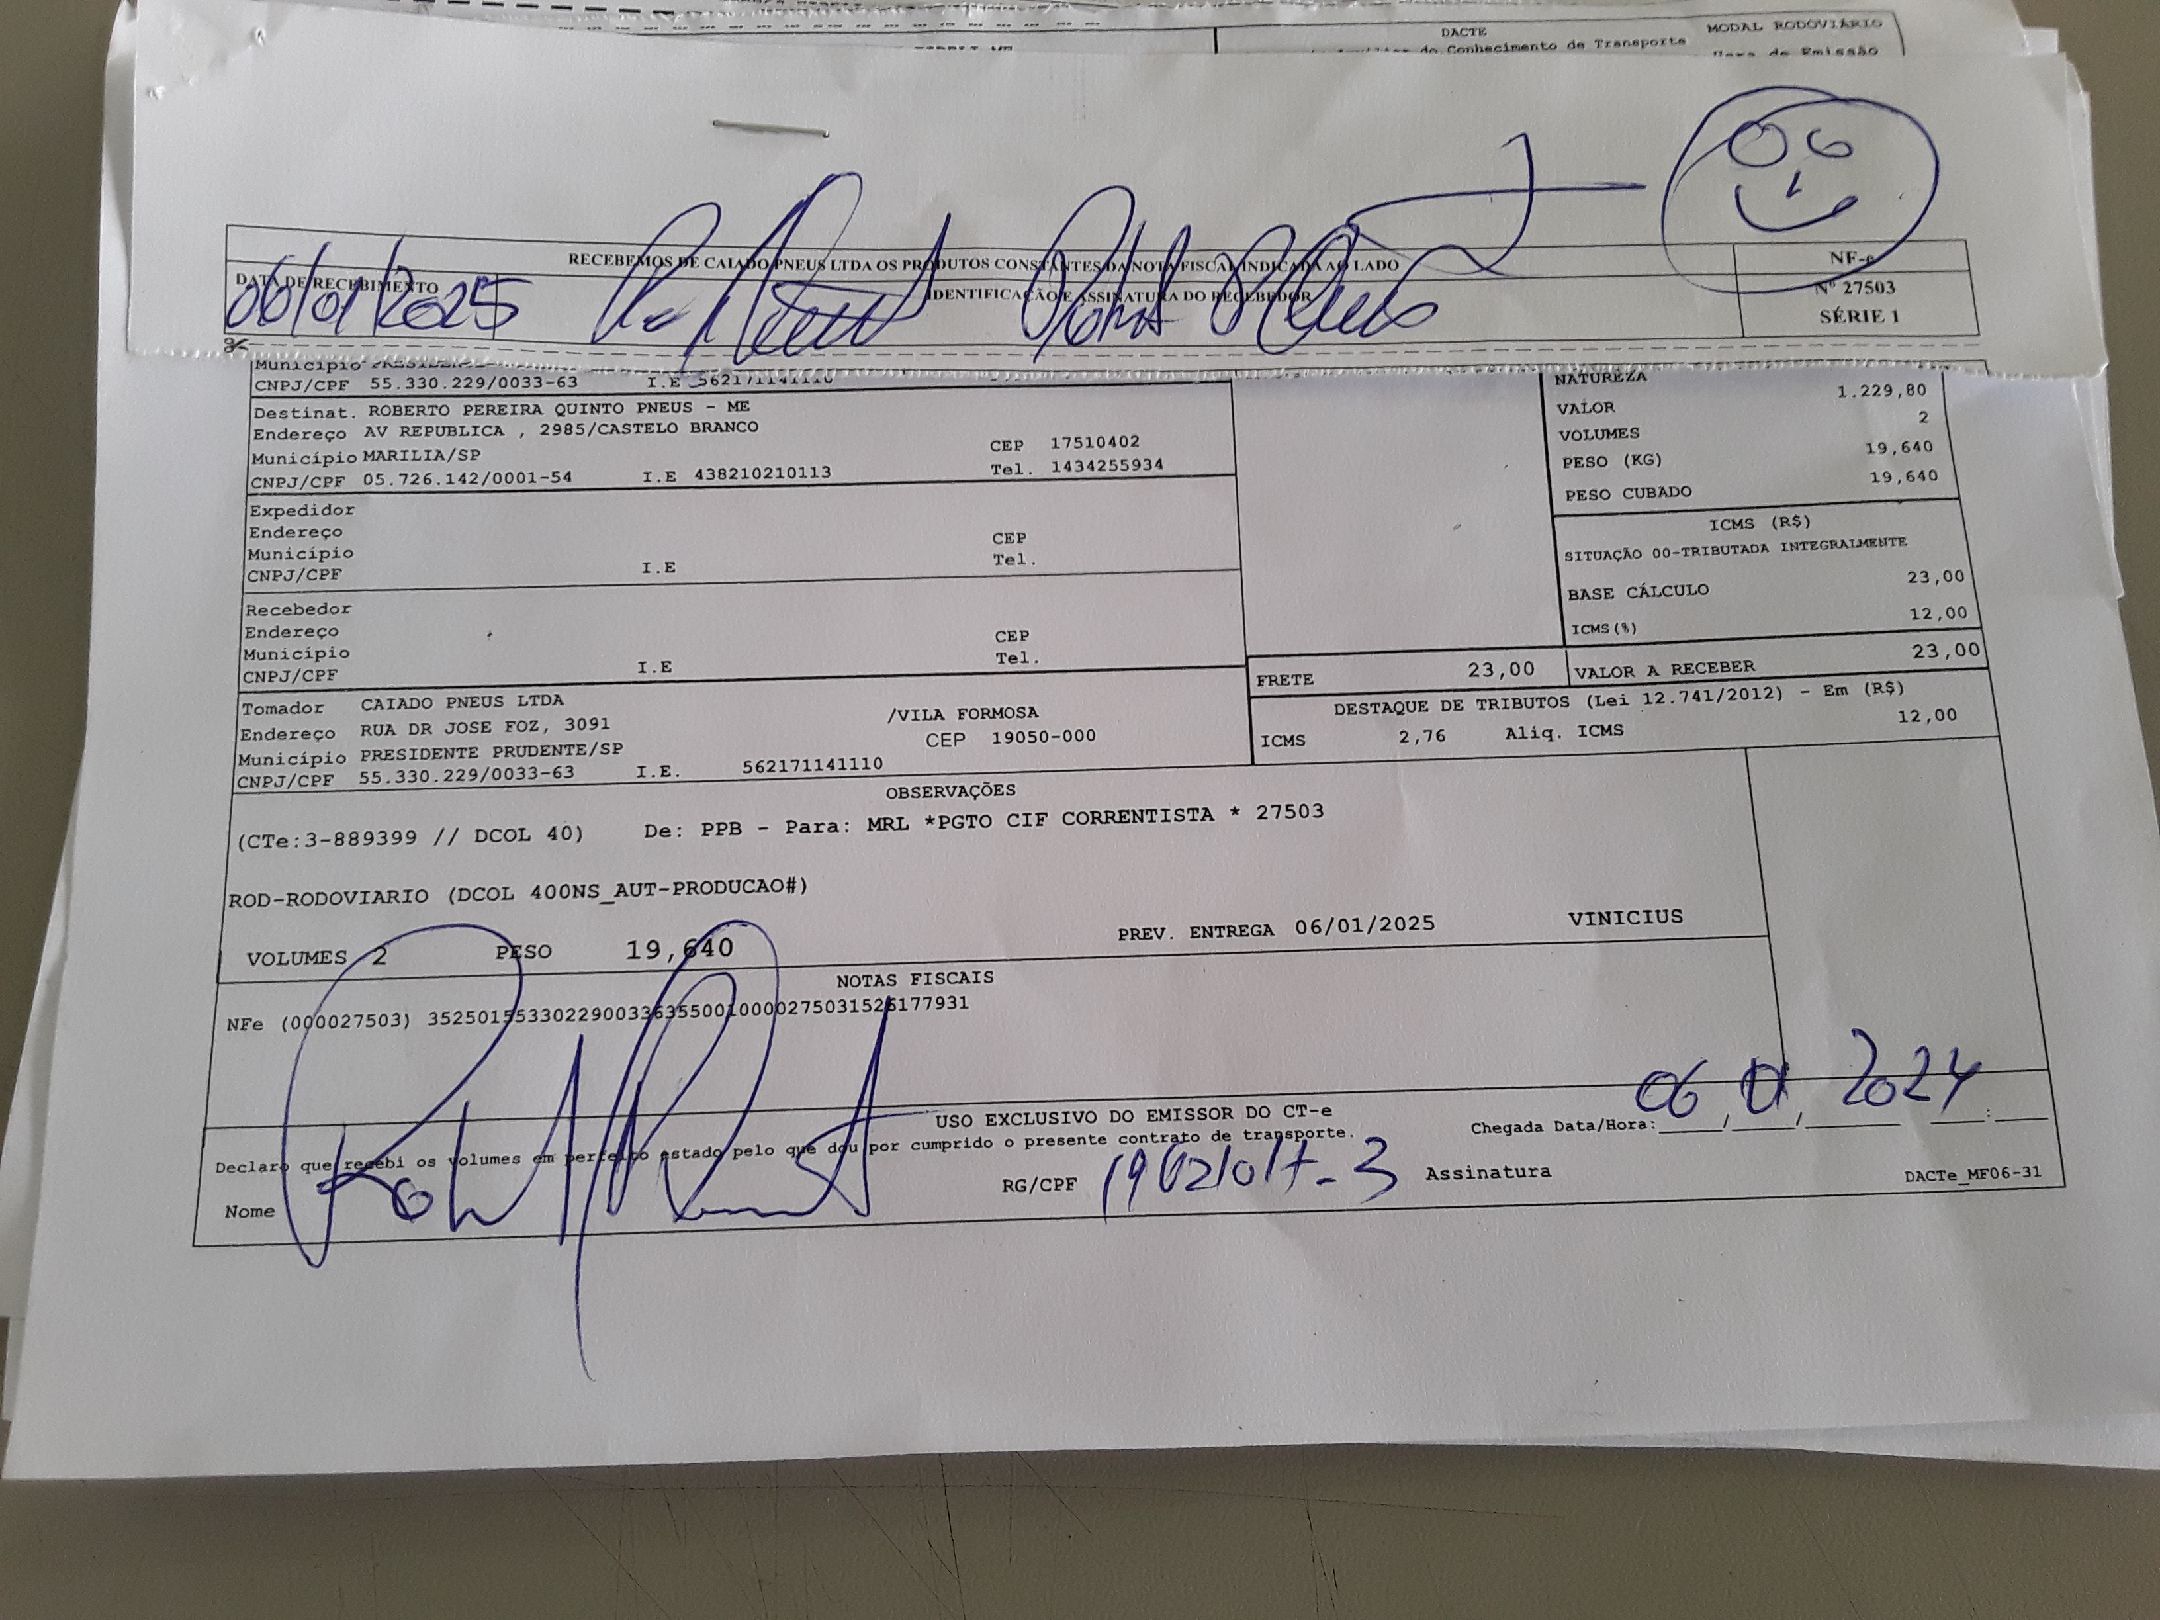 DACTE
MODAL RODOVIÁRIO
do Conhecimento de Transporte
de Emissão
RECEBEMOS DE CAIADO PNEUS LTDA OS PRODUTOS CONSTANTES DA NOTA FISCAL INDICADA AO LADO
NF-e
DATA DE RECEBIMENTO
IDENTIFICAÇÃO E ASSINATURA DO RECEBEDOR
Nº 27503
SÉRIE 1
06/01/2025
Município
CNPJ/CPF 55.330.229/0033-63 I.E 562171141110
NATUREZA
Destinat. ROBERTO PEREIRA QUINTO PNEUS - ME
VALOR 1.229,80
Endereço AV REPUBLICA , 2985/CASTELO BRANCO
VOLUMES 2
Município MARILIA/SP CEP 17510402
PESO (KG) 19,640
CNPJ/CPF 05.726.142/0001-54 I.E 438210210113 Tel. 1434255934
PESO CUBADO 19,640
Expedidor
ICMS (R$)
Endereço CEP
SITUAÇÃO 00-TRIBUTADA INTEGRALMENTE
Município Tel.
CNPJ/CPF I.E
BASE CÁLCULO 23,00
Recebedor
ICMS(%) 12,00
Endereço CEP
Município Tel.
CNPJ/CPF I.E
FRETE 23,00 VALOR A RECEBER 23,00
Tomador CAIADO PNEUS LTDA
DESTAQUE DE TRIBUTOS (Lei 12.741/2012) - Em (R$)
Endereço RUA DR JOSE FOZ, 3091 /VILA FORMOSA
ICMS 2,76 Aliq. ICMS 12,00
Município PRESIDENTE PRUDENTE/SP CEP 19050-000
CNPJ/CPF 55.330.229/0033-63 I.E. 562171141110
OBSERVAÇÕES
(CTe:3-889399 // DCOL 40) De: PPB - Para: MRL *PGTO CIF CORRENTISTA * 27503
ROD-RODOVIARIO (DCOL 400NS_AUT-PRODUCAO#)
VOLUMES 2 PESO 19,640 PREV. ENTREGA 06/01/2025 VINICIUS
NOTAS FISCAIS
NFe (000027503) 35250155330229003363550010000275031526177931
USO EXCLUSIVO DO EMISSOR DO CT-e
Chegada Data/Hora: 06/01/2024 :
Declaro que recebi os volumes em perfeito estado pelo que dou por cumprido o presente contrato de transporte.
Nome RG/CPF Assinatura
DACTe_MF06-31